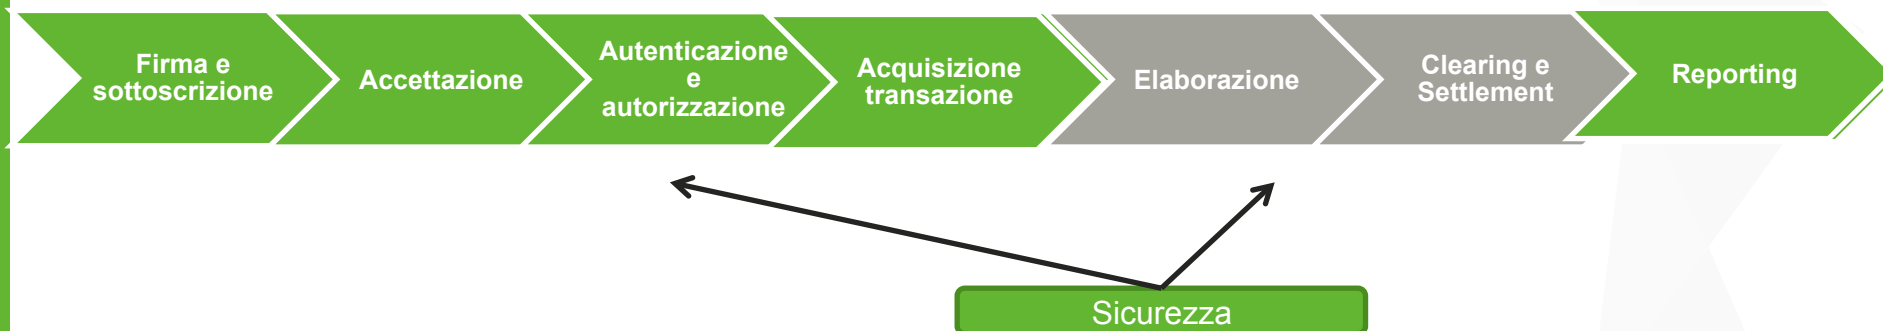 Firma e
sottoscrizione
Accettazione
Autenticazione
e
autorizzazione
Acquisizione
transazione
Elaborazione
Clearing e
Settlement
Reporting
Sicurezza